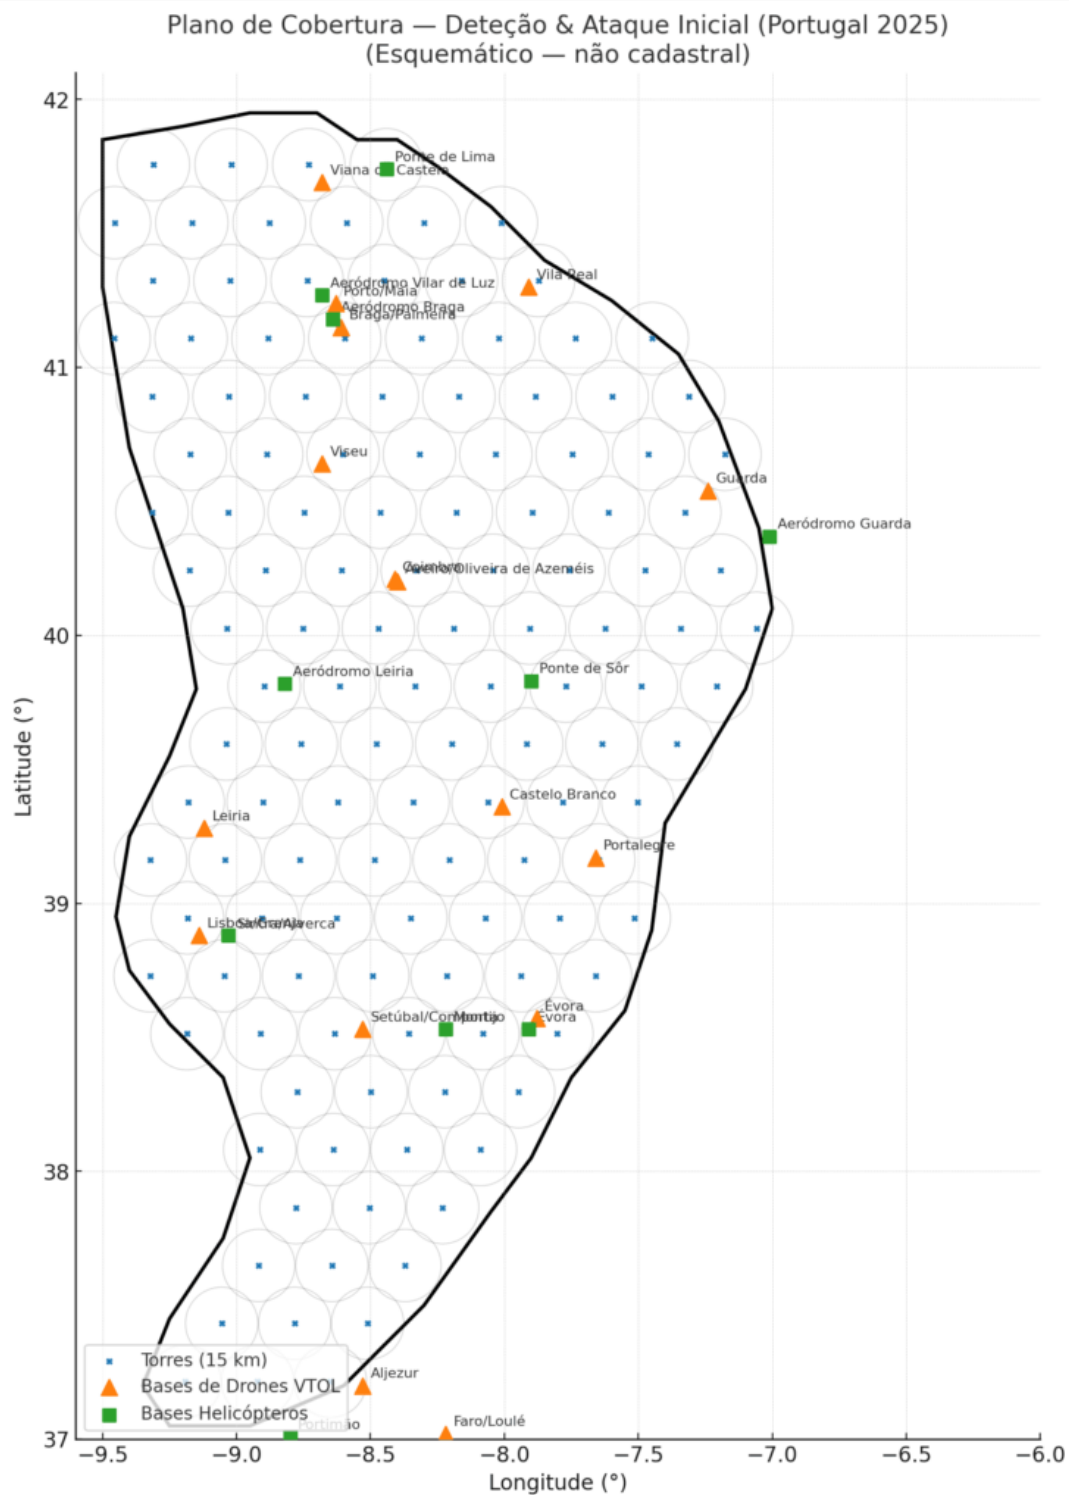 Plano de Cobertura — Deteção & Ataque Inicial (Portugal 2025)
(Esquemático — não cadastral)
42
Ponte de Lima
Viana do Castelo
Vila Real
Aeródromo Vilar de Luz
Porto/Maia
Aeródromo Braga
Braga/Palmeira
41
Viseu
Guarda
Aeródromo Guarda
Coimbra
Aveiro/Oliveira de Azeméis
40
Aeródromo Leiria
Ponte de Sôr
Castelo Branco
Leiria
Portalegre
39
Évora
Setúbal/Comporta
Montijo
Évora
38
Torres (15 km)
Aljezur
Bases de Drones VTOL
Bases Helicópteros
Portimão
Faro/Loulé
37
−9.5 −9.0 −8.5 −8.0 −7.5 −7.0 −6.5 −6.0
Longitude (°)
Latitude (°)